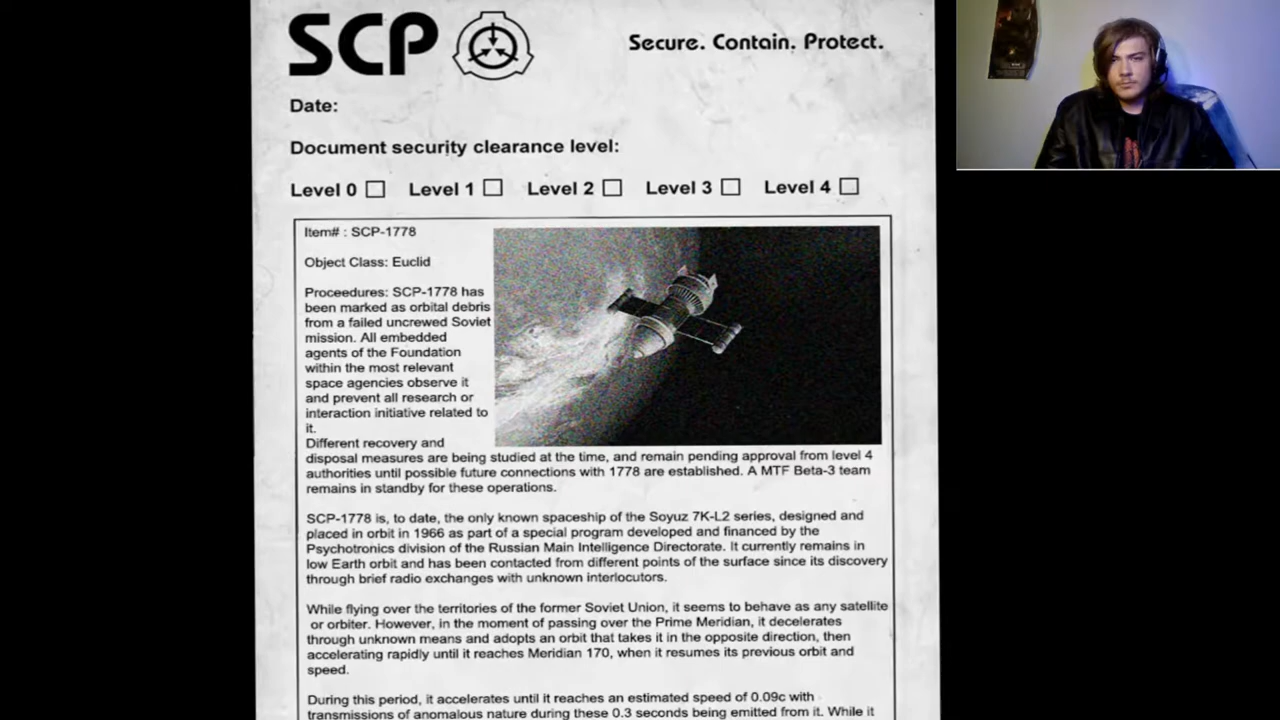 SCP
Secure. Contain. Protect.
Date:
Document security clearance level:
Level 0 Level 1 Level 2 Level 3 Level 4
Item# : SCP-1778
Object Class: Euclid
Proceedures: SCP-1778 has
been marked as orbital debris
from a failed uncrewed Soviet
mission. All embedded
agents of the Foundation
within the most relevant
space agencies observe it
and prevent all research or
interaction initiative related to
it.
Different recovery and
disposal measures are being studied at the time, and remain pending approval from level 4
authorities until possible future connections with 1778 are established. A MTF Beta-3 team
remains in standby for these operations.
SCP-1778 is, to date, the only known spaceship of the Soyuz 7K-L2 series, designed and
placed in orbit in 1966 as part of a special program developed and financed by the
Psychotronics division of the Russian Main Intelligence Directorate. It currently remains in
low Earth orbit and has been contacted from different points of the surface since its discovery
through brief radio exchanges with unknown interlocutors.
While flying over the territories of the former Soviet Union, it seems to behave as any satellite
or orbiter. However, in the moment of passing over the Prime Meridian, it decelerates
through unknown means and adopts an orbit that takes it in the opposite direction, then
accelerating rapidly until it reaches Meridian 170, when it resumes its previous orbit and
speed.
During this period, it accelerates until it reaches an estimated speed of 0.09c with
transmissions of anomalous nature during these 0.3 seconds being emitted from it. While it